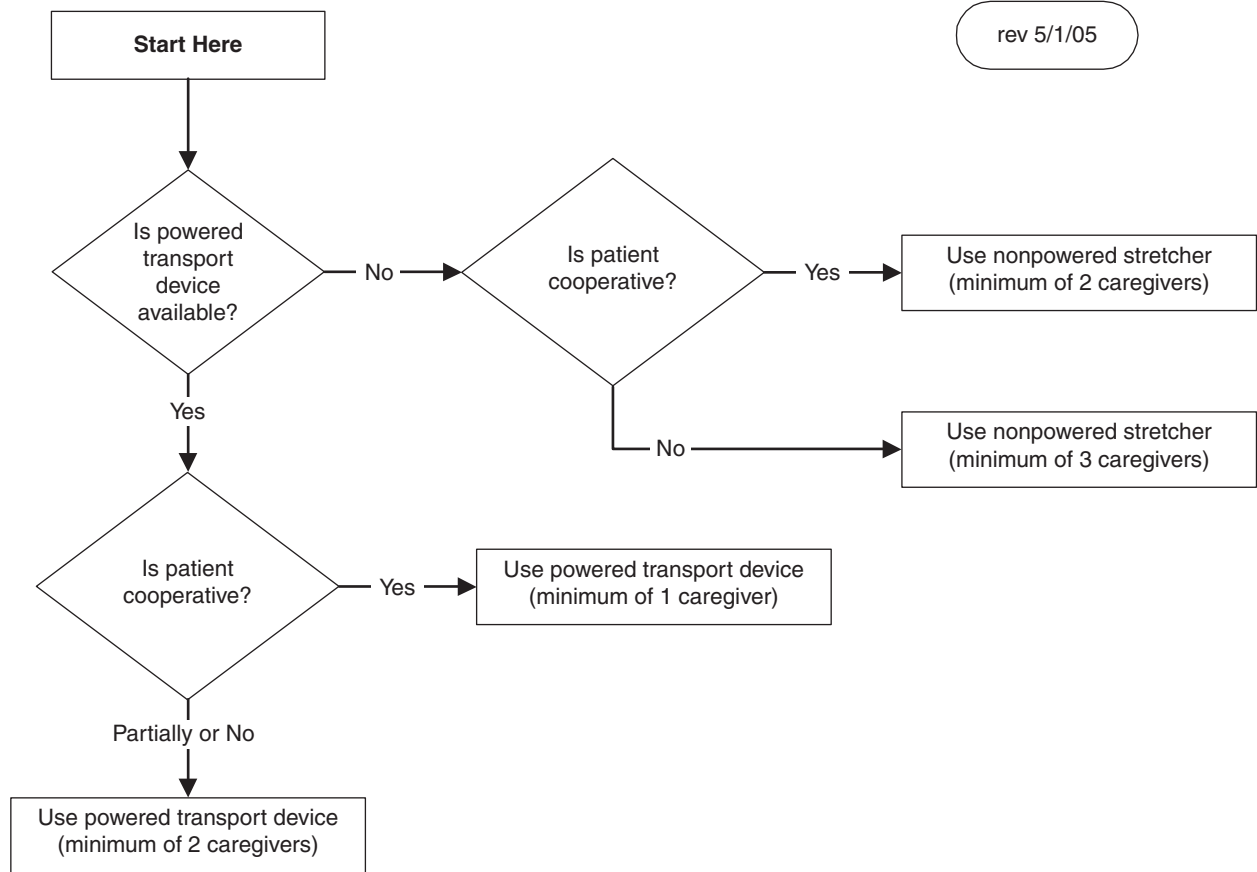 Start Here
rev 5/1/05
Is powered
transport
device
available?
No
Is patient
cooperative?
Yes
Use nonpowered stretcher
(minimum of 2 caregivers)
No
Use nonpowered stretcher
(minimum of 3 caregivers)
Yes
Is patient
cooperative?
Yes
Use powered transport device
(minimum of 1 caregiver)
Partially or No
Use powered transport device
(minimum of 2 caregivers)